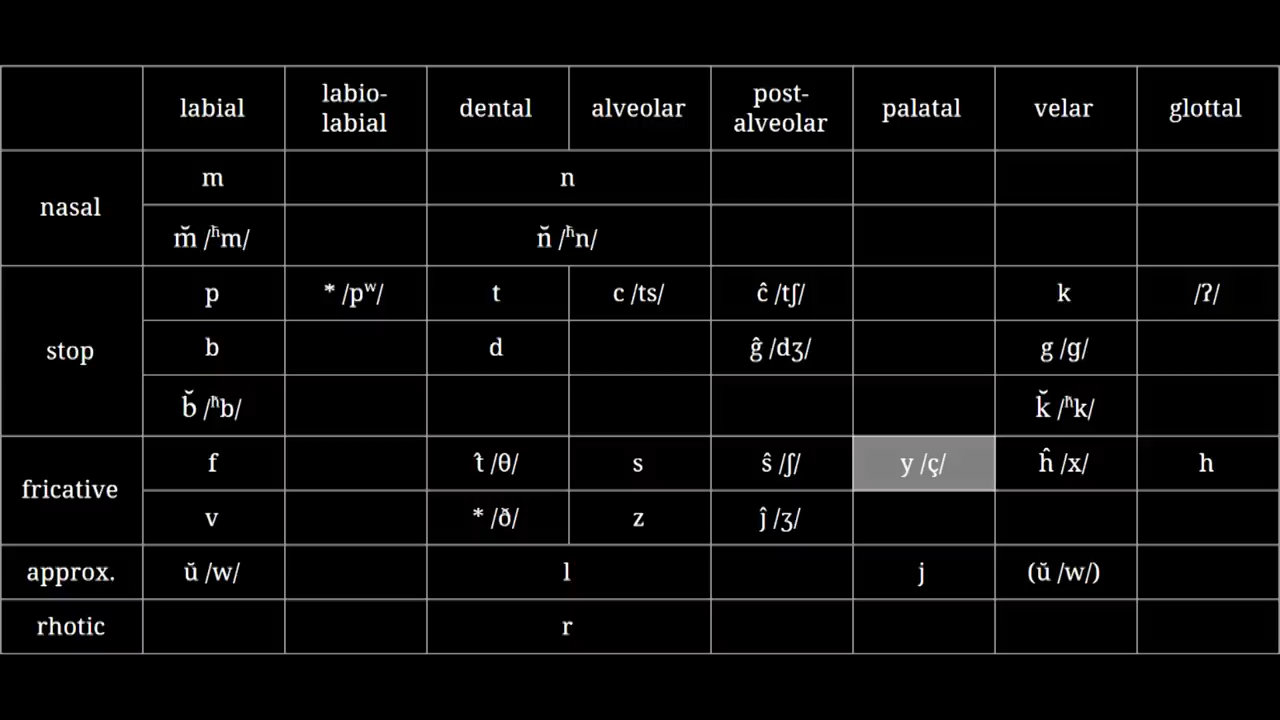 labial labio-labial dental alveolar post-alveolar palatal velar glottal
nasal
m n
m̆ /ʱm/ n̆ /ʱn/
stop
p * /pʷ/ t c /ts/ ĉ /tʃ/ k /ʔ/
b d ĝ /dʒ/ g /ɡ/
b̆ /ʱb/ k̆ /ʱk/
fricative
f t̂ /θ/ s ŝ /ʃ/ y /ç/ ĥ /x/ h
v * /ð/ z ĵ /ʒ/
approx. ŭ /w/ l j (ŭ /w/)
rhotic r